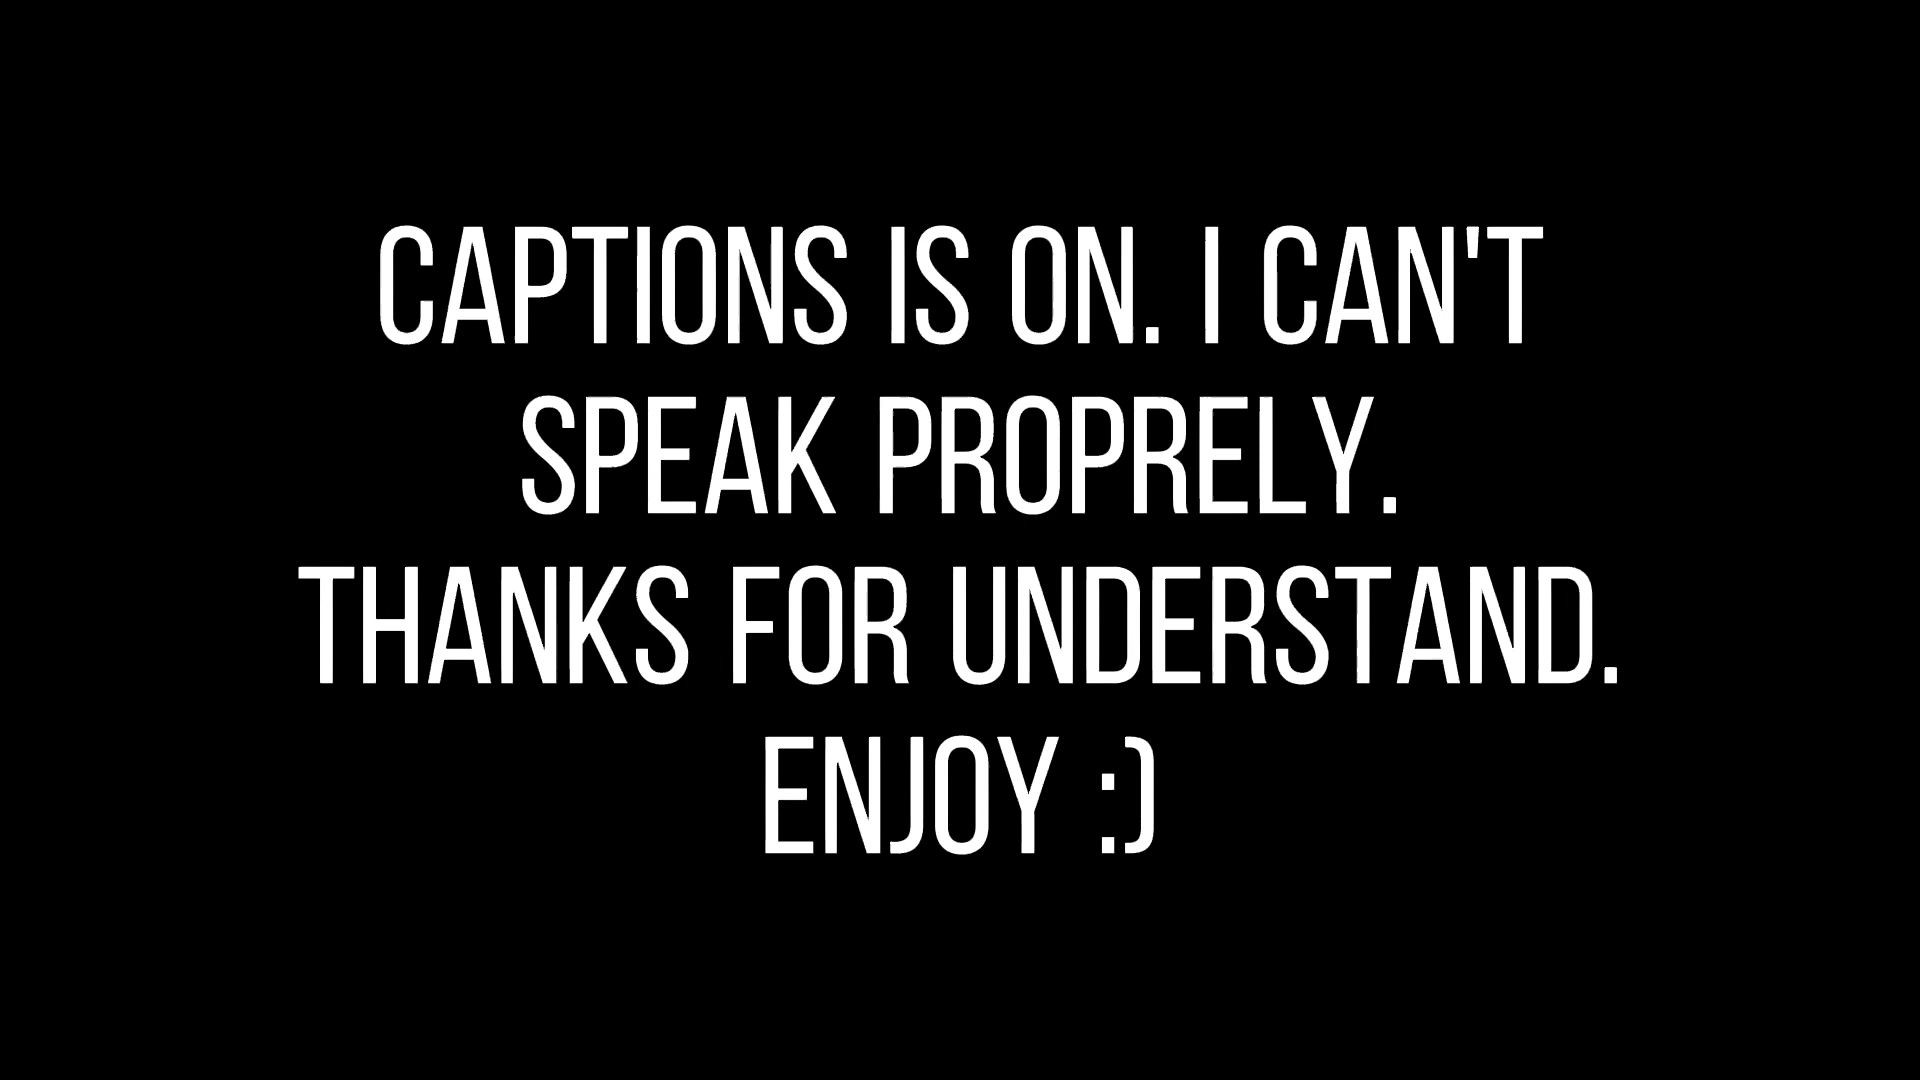 CAPTIONS IS ON. I CAN'T
SPEAK PROPRELY.
THANKS FOR UNDERSTAND.
ENJOY :)